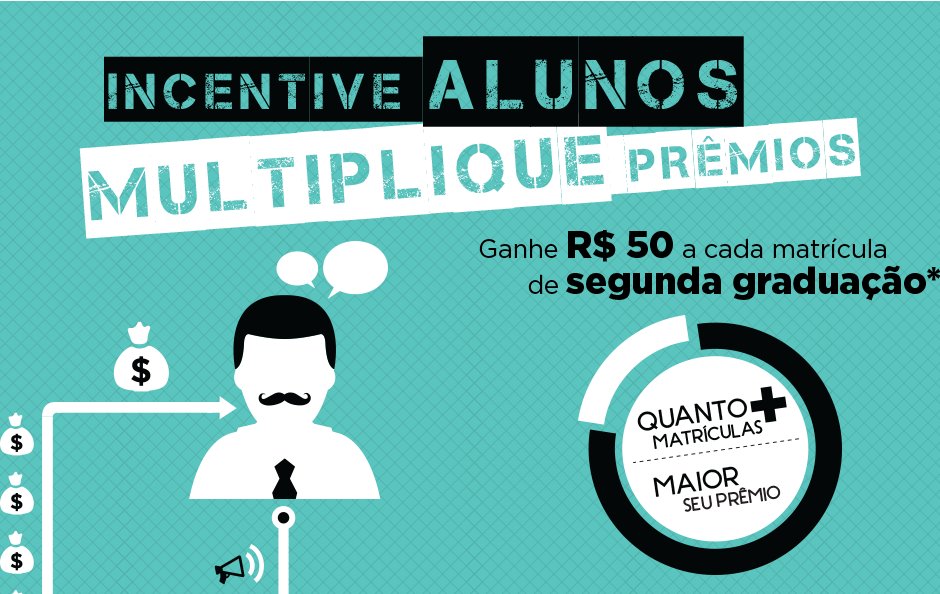 INCENTIVE ALUNOS
MULTIPLIQUE PRÊMIOS
Ganhe R$ 50 a cada matrícula
de segunda graduação*
QUANTO +
MATRÍCULAS
MAIOR
SEU PRÊMIO
$
$
$
$